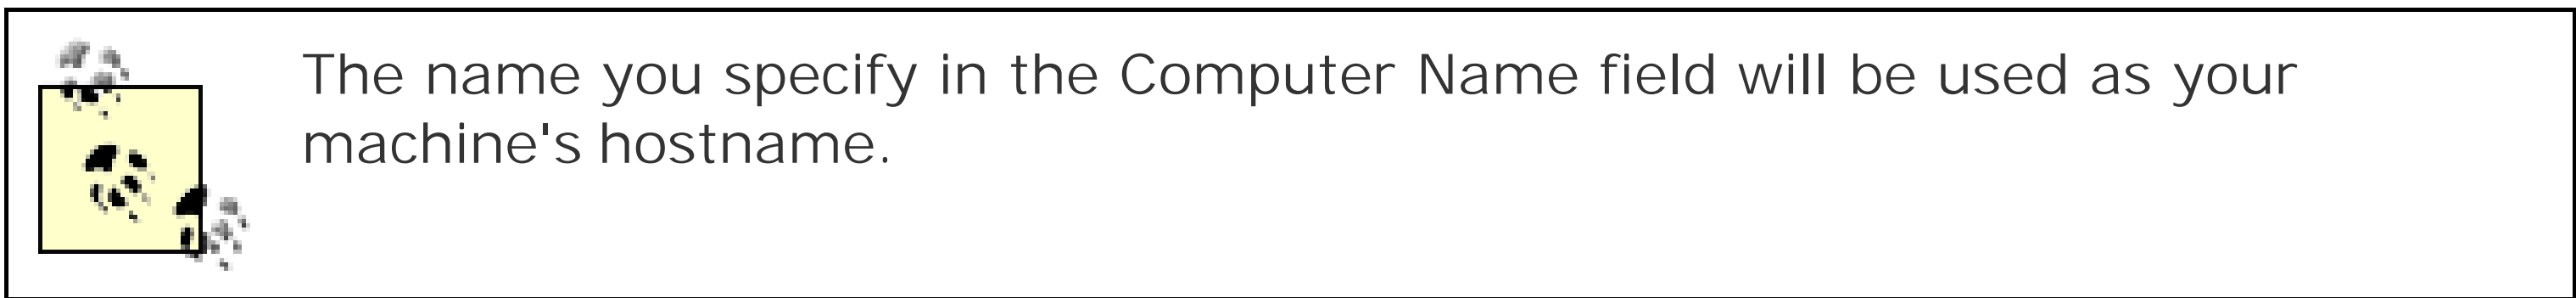 The name you specify in the Computer Name field will be used as your
machine's hostname.